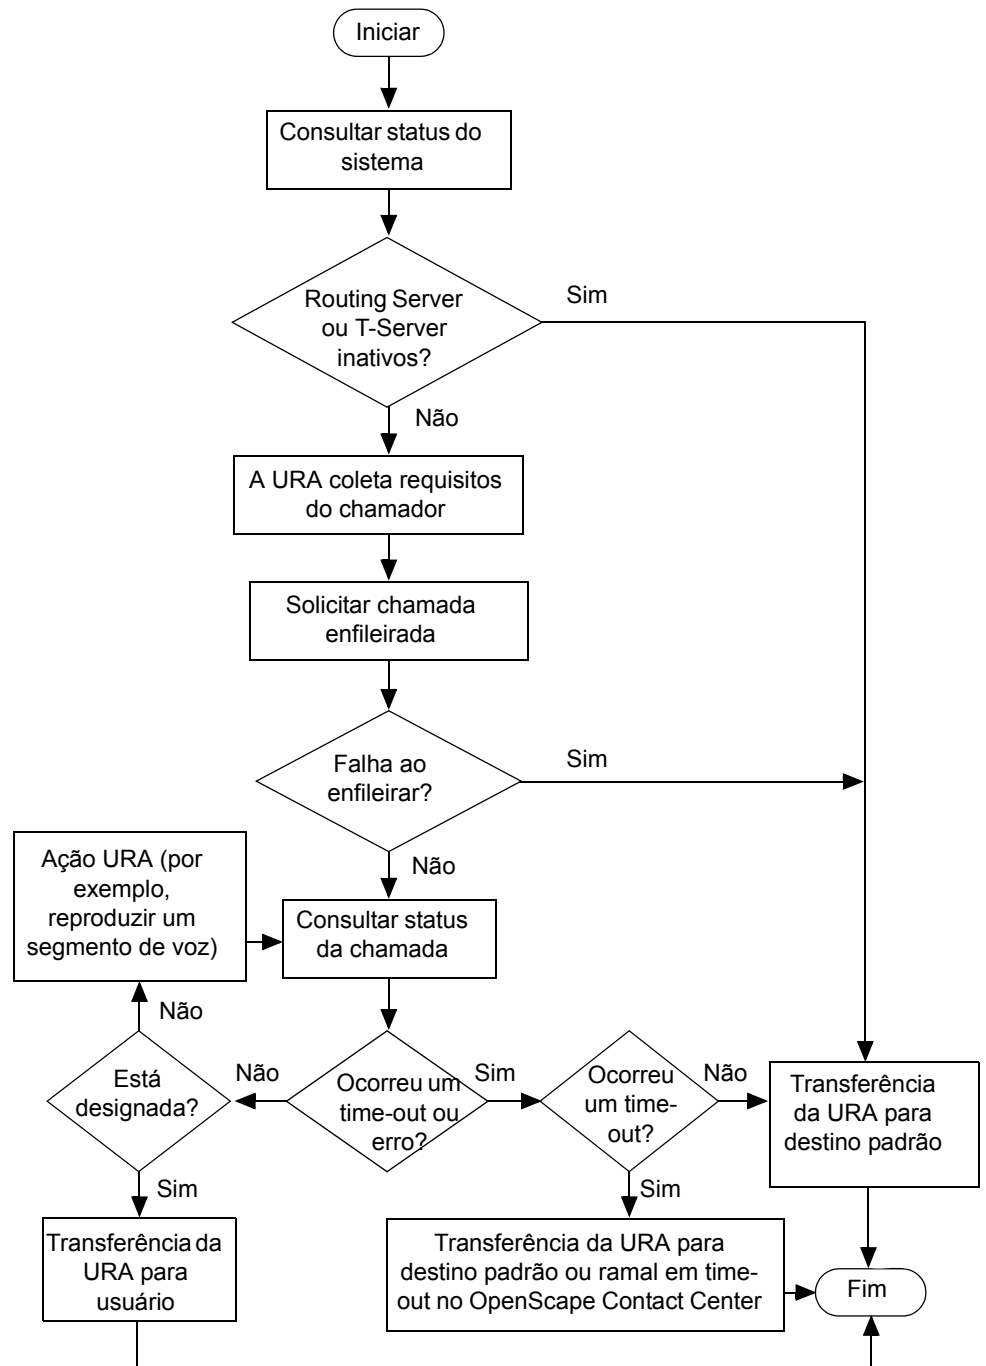 Iniciar
Consultar status do
sistema
Routing Server
ou T-Server
inativos?
Sim
Não
A URA coleta requisitos
do chamador
Solicitar chamada
enfileirada
Falha ao
enfileirar?
Sim
Não
Ação URA (por
exemplo,
reproduzir um
segmento de voz)
Consultar status
da chamada
Não
Está
designada?
Não
Ocorreu um
time-out ou
erro?
Sim
Ocorreu
um time-
out?
Não
Transferência
da URA para
destino padrão
Sim
Sim
Transferência da
URA para
usuário
Transferência da URA para
destino padrão ou ramal em time-
out no OpenScape Contact Center
Fim